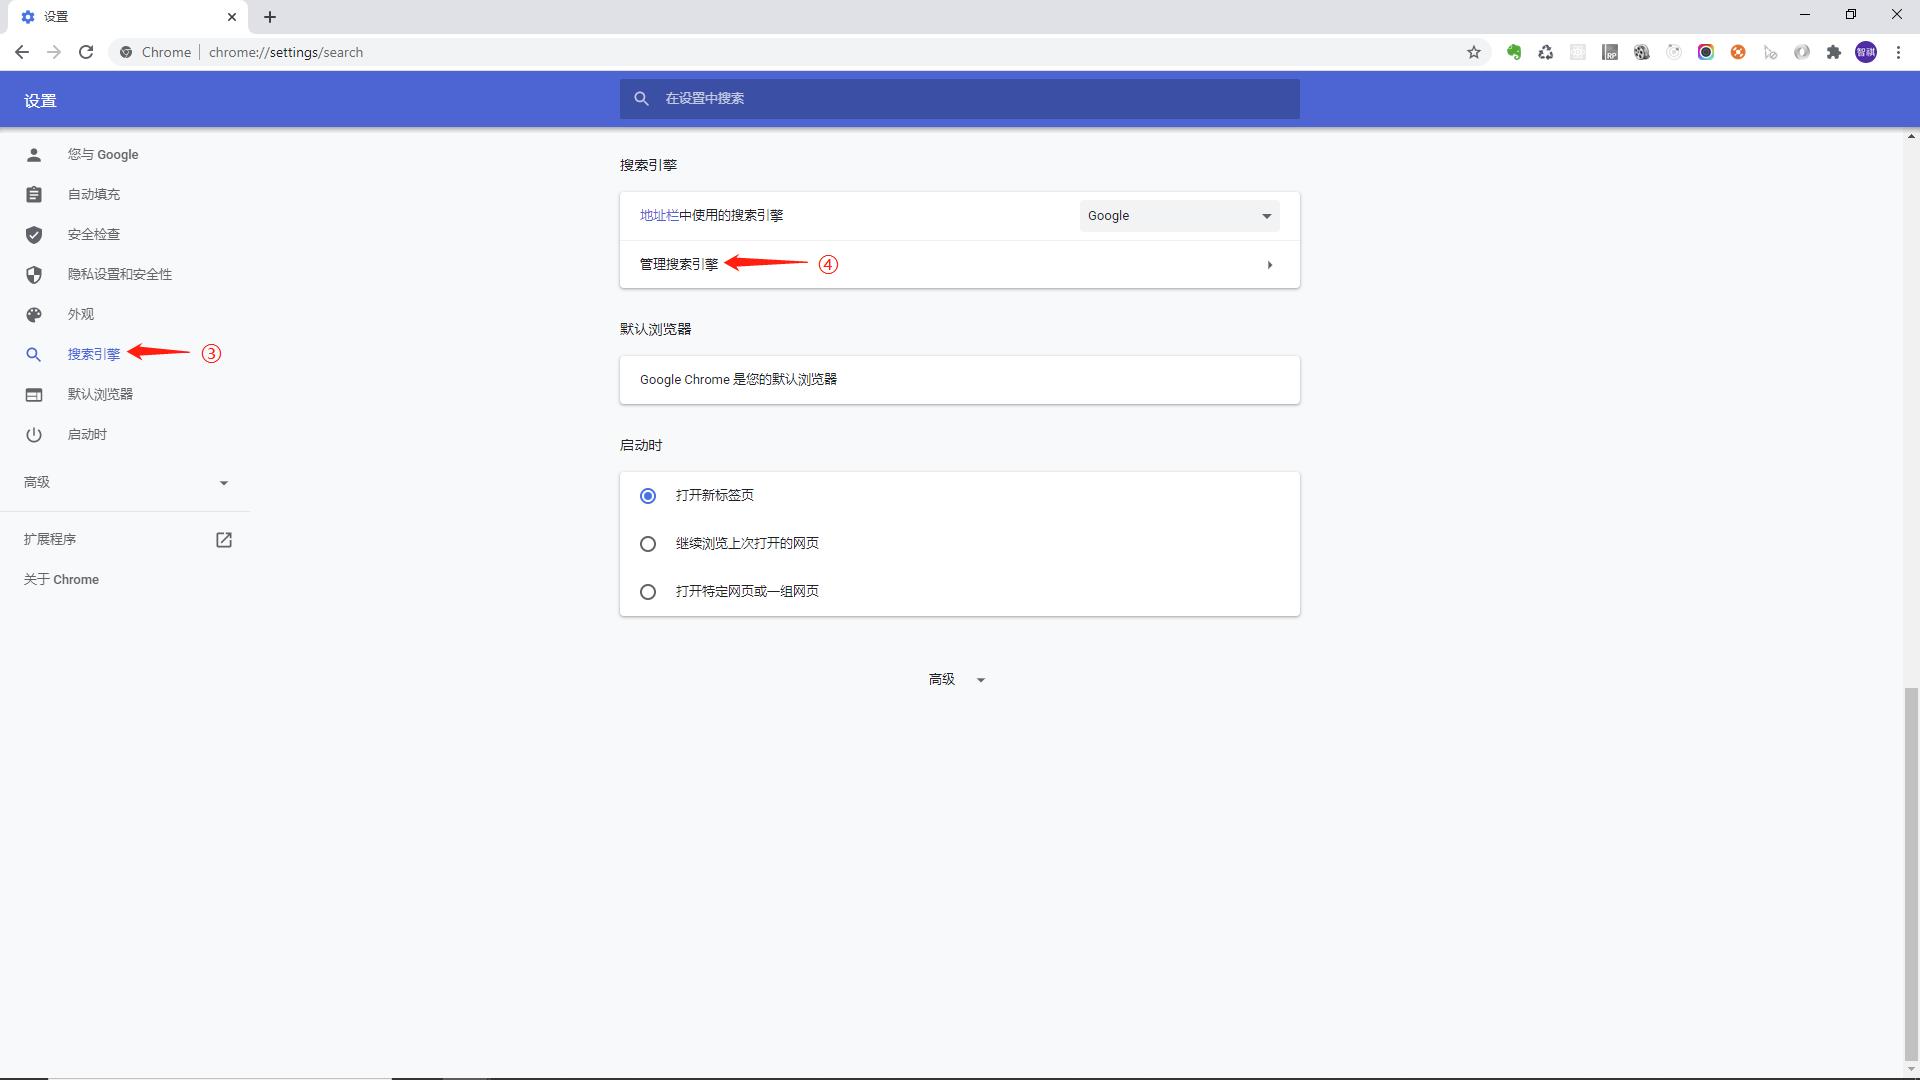 设置
Chrome
chrome://settings/search
智祺
设置
在设置中搜索
您与 Google
自动填充
安全检查
隐私设置和安全性
外观
搜索引擎
③
默认浏览器
启动时
高级
扩展程序
关于 Chrome
搜索引擎
地址栏中使用的搜索引擎
Google
管理搜索引擎
④
默认浏览器
Google Chrome 是您的默认浏览器
启动时
打开新标签页
继续浏览上次打开的网页
打开特定网页或一组网页
高级